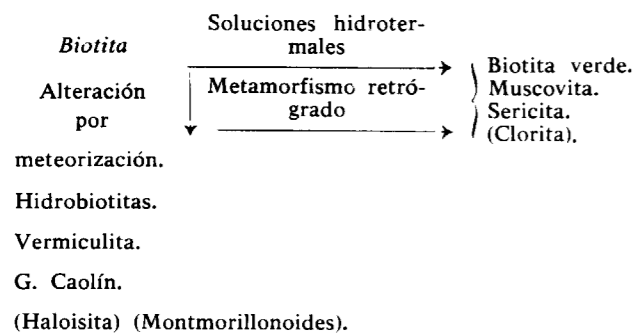 Soluciones hidroter-
males
Biotita
Biotita verde.
Alteración
Metamorfismo retró-
Muscovita.
grado
Sericita.
por
(Clorita).
meteorización.
Hidrobiotitas.
Vermiculita.
G. Caolín.
(Haloisita) (Montmorillonoides).